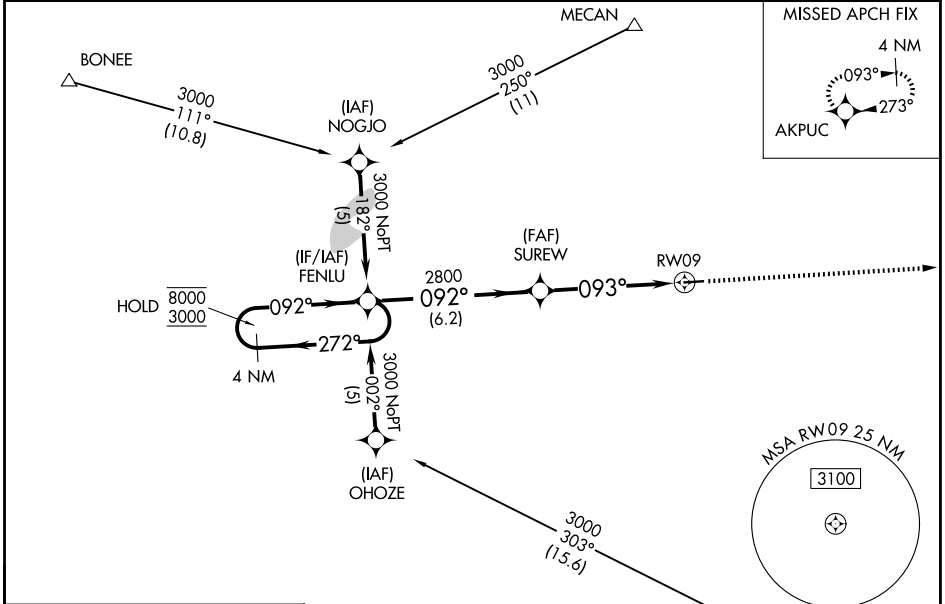 MECAN
BONEE
3000
111°
(10.8)
3000
250°
(11)
(IAF)
NOGJO
3000 NoPT
182°
(5)
(IF/IAF)
FENLU
HOLD 8000
3000
092°
272°
4 NM
2800
092°
(6.2)
(FAF)
SUREW
093°
RW09
3000 NoPT
002°
(5)
(IAF)
OHOZE
3000
303°
(15.6)
MISSED APCH FIX
4 NM
093°
273°
AKPUC
MSA RW09 25 NM
3100